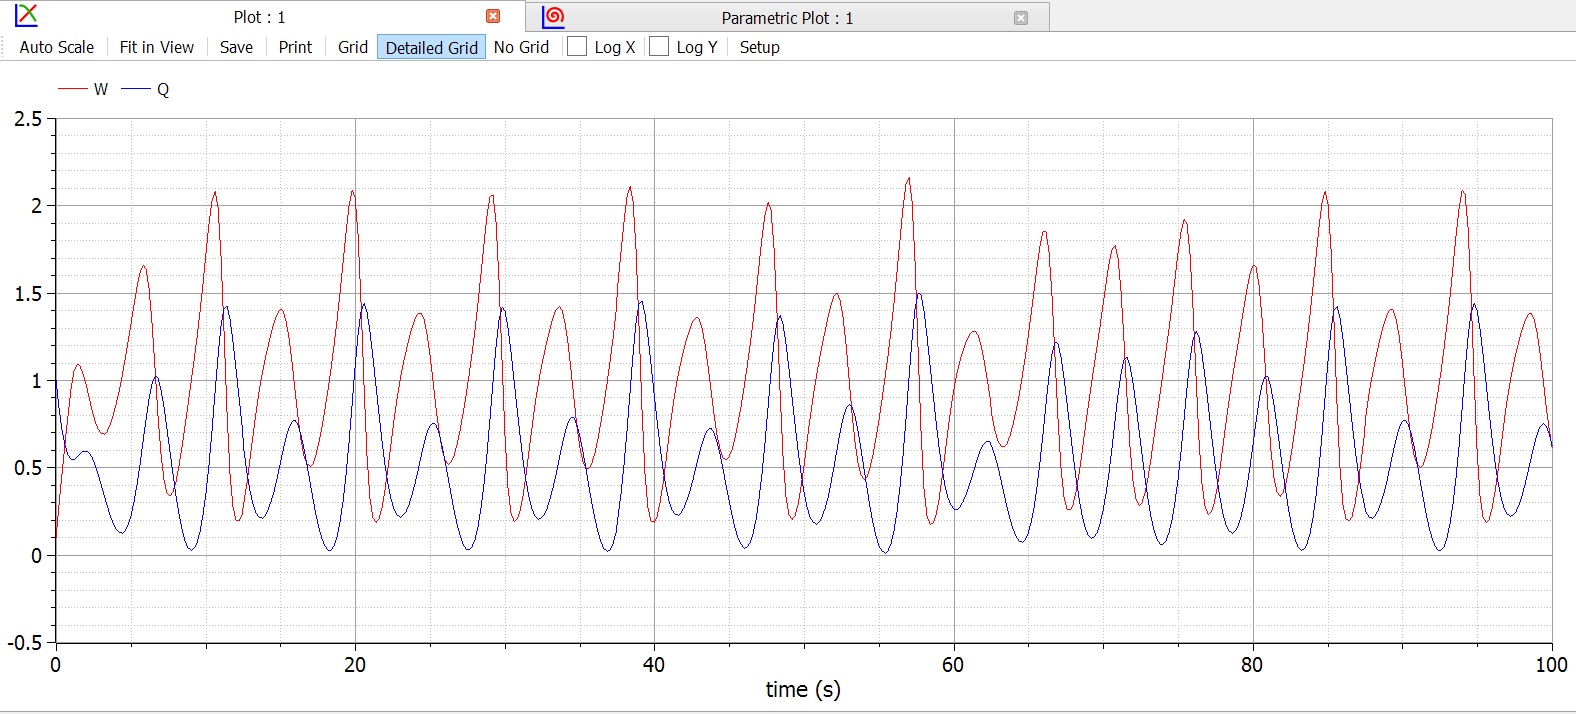 Plot : 1
Parametric Plot : 1
Auto Scale Fit in View Save Print Grid Detailed Grid No Grid Log X Log Y Setup
W Q
2.5
2
1.5
1
0.5
0
-0.5
0 20 40 60 80 100
time (s)